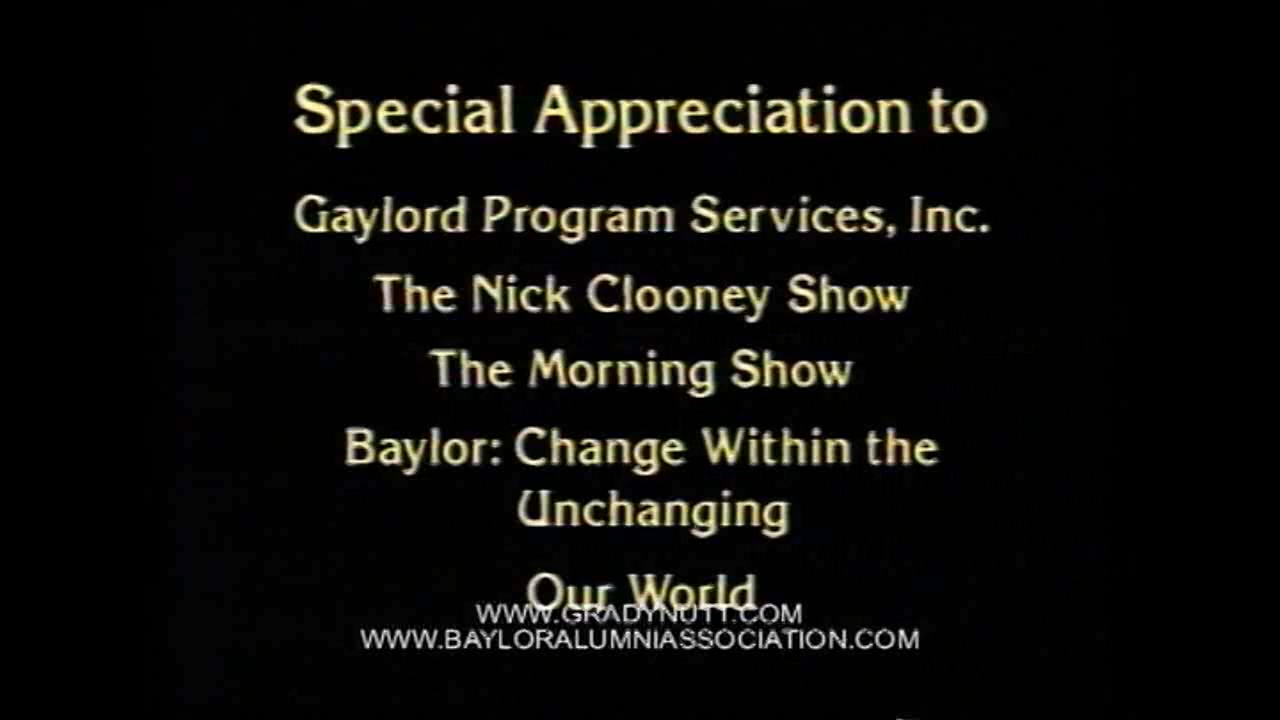 Special Appreciation to
Gaylord Program Services, Inc.
The Nick Clooney Show
The Morning Show
Baylor: Change Within the
Unchanging
Our World
WWW.GRADYNUTT.COM
WWW.BAYLORALUMNIASSOCIATION.COM